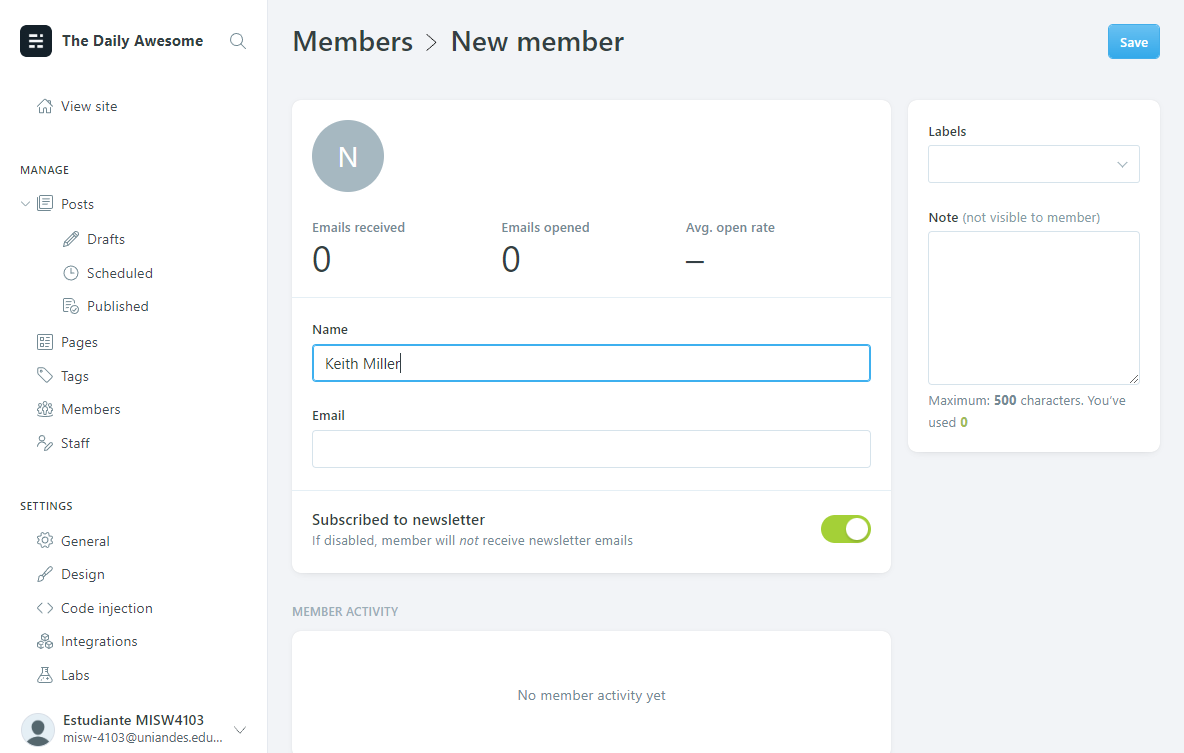 The Daily Awesome
View site
MANAGE
Posts
Drafts
Scheduled
Published
Pages
Tags
Members
Staff
SETTINGS
General
Design
Code injection
Integrations
Labs
Estudiante MISW4103
misw-4103@uniandes.edu...
Members > New member
Save
N
Emails received
0
Emails opened
0
Avg. open rate
–
Name
Keith Miller
Email
Subscribed to newsletter
If disabled, member will not receive newsletter emails
MEMBER ACTIVITY
No member activity yet
Labels
Note (not visible to member)
Maximum: 500 characters. You've
used 0